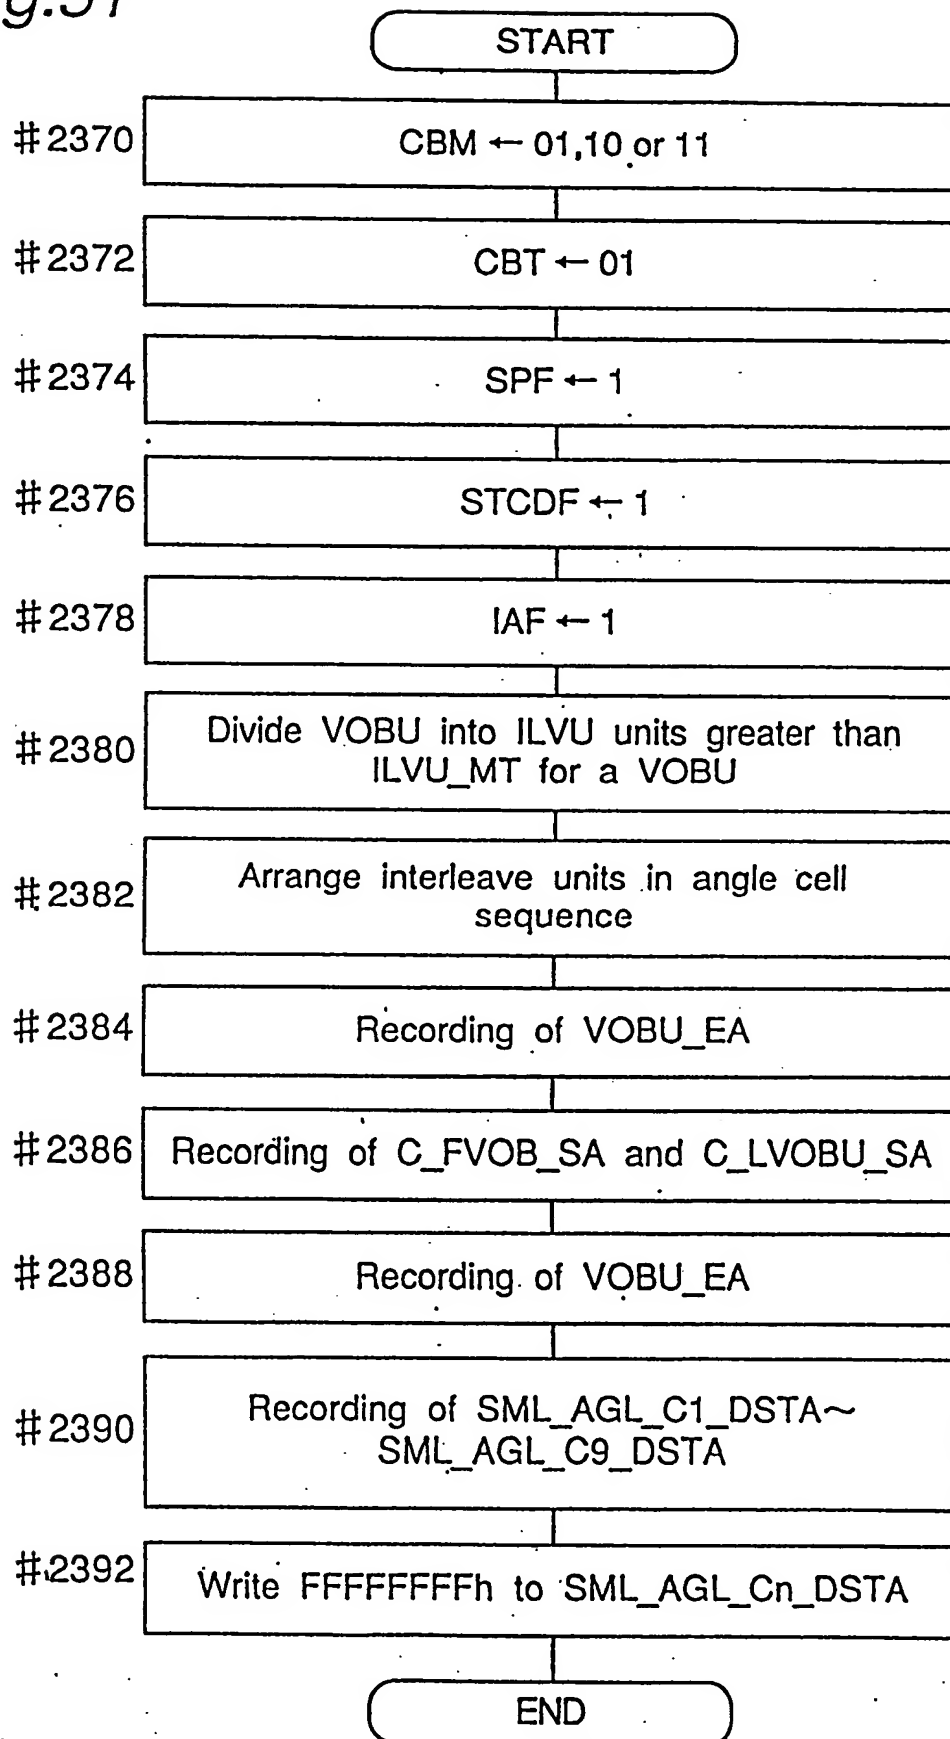 g.51
START
#2370
CBM ← 01,10 or 11
#2372
CBT ← 01
#2374
SPF ← 1
#2376
STCDF ← 1
#2378
IAF ← 1
#2380
Divide VOBU into ILVU units greater than
ILVU_MT for a VOBU
#2382
Arrange interleave units in angle cell
sequence
#2384
Recording of VOBU_EA
#2386
Recording of C_FVOB_SA and C_LVOBU_SA
#2388
Recording of VOBU_EA
#2390
Recording of SML_AGL_C1_DSTA~
SML_AGL_C9_DSTA
#2392
Write FFFFFFFFh to SML_AGL_Cn_DSTA
END